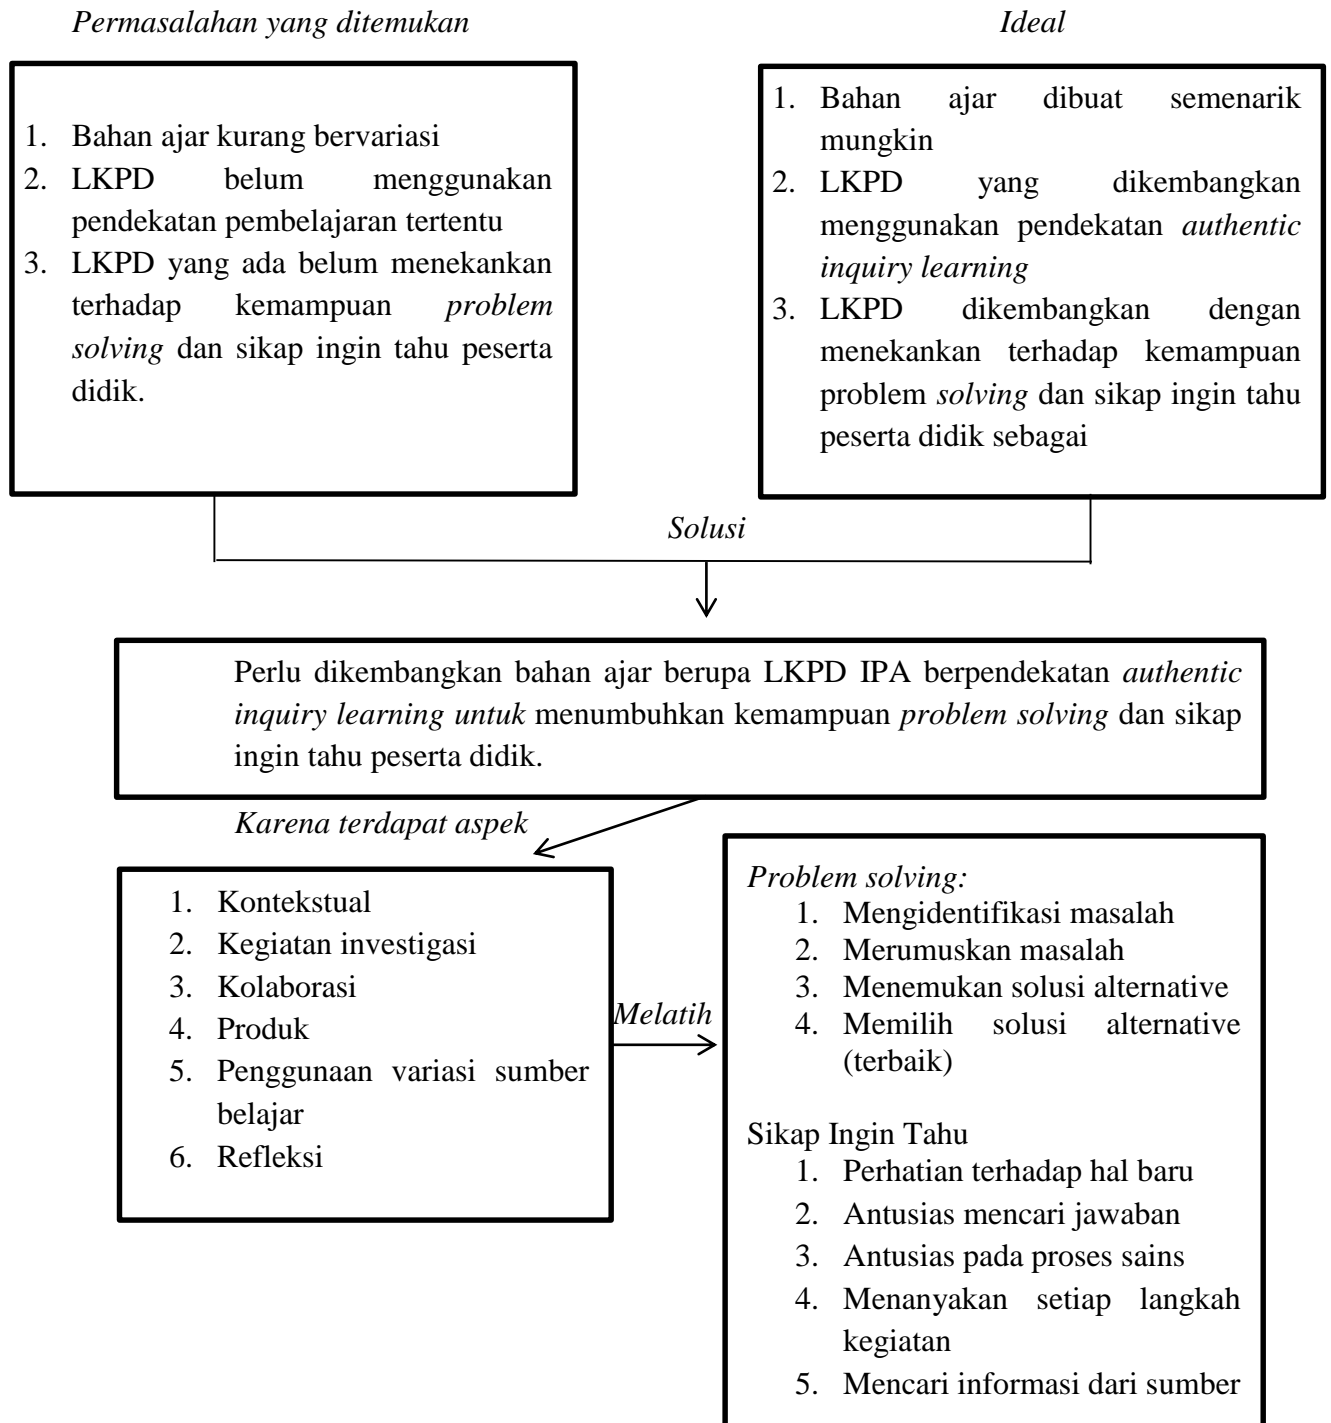 Permasalahan yang ditemukan
Ideal
1. Bahan ajar kurang bervariasi
2. LKPD belum menggunakan
pendekatan pembelajaran tertentu
3. LKPD yang ada belum menekankan
terhadap kemampuan problem
solving dan sikap ingin tahu peserta
didik.
1. Bahan ajar dibuat semenarik
mungkin
2. LKPD yang dikembangkan
menggunakan pendekatan authentic
inquiry learning
3. LKPD dikembangkan dengan
menekankan terhadap kemampuan
problem solving dan sikap ingin tahu
peserta didik sebagai
Solusi
Perlu dikembangkan bahan ajar berupa LKPD IPA berpendekatan authentic
inquiry learning untuk menumbuhkan kemampuan problem solving dan sikap
ingin tahu peserta didik.
Karena terdapat aspek
1. Kontekstual
2. Kegiatan investigasi
3. Kolaborasi
4. Produk
5. Penggunaan variasi sumber
belajar
6. Refleksi
Melatih
Problem solving:
1. Mengidentifikasi masalah
2. Merumuskan masalah
3. Menemukan solusi alternative
4. Memilih solusi alternative
(terbaik)
Sikap Ingin Tahu
1. Perhatian terhadap hal baru
2. Antusias mencari jawaban
3. Antusias pada proses sains
4. Menanyakan setiap langkah
kegiatan
5. Mencari informasi dari sumber